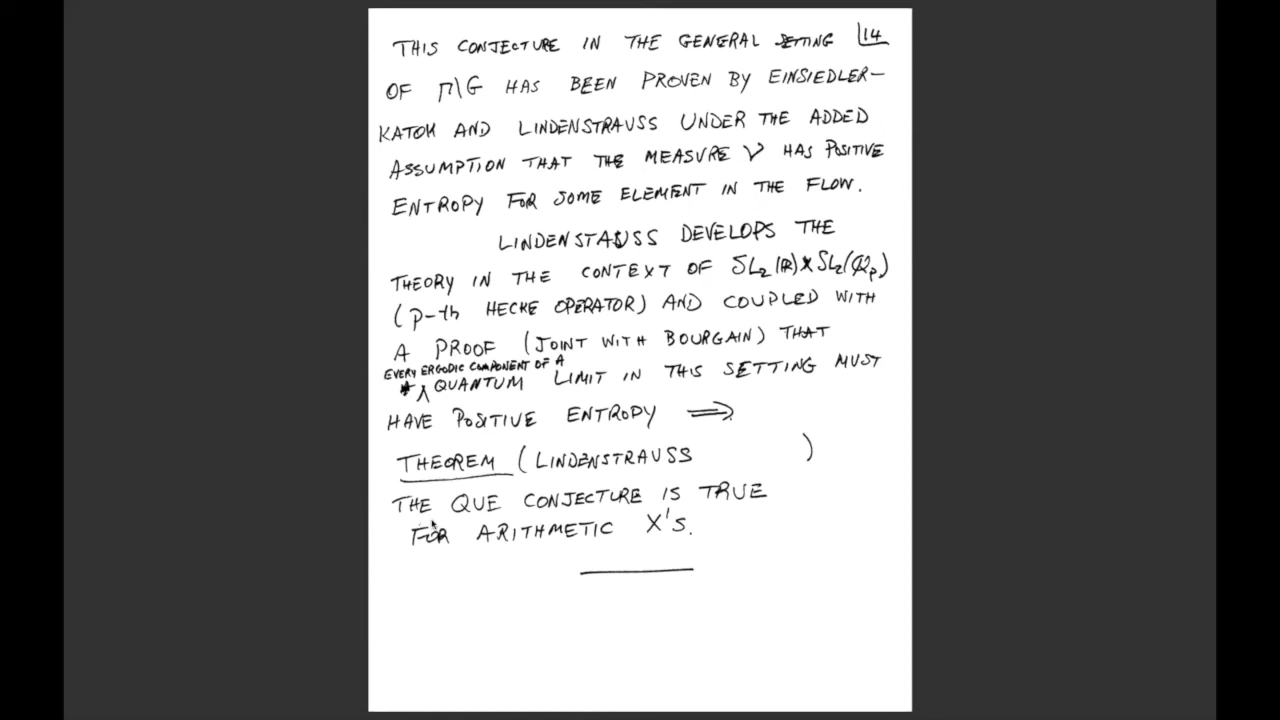 THIS CONJECTURE IN THE GENERAL SETTING 14
OF Γ\G HAS BEEN PROVEN BY EINSIEDLER–
KATOK AND LINDENSTRAUSS UNDER THE ADDED
ASSUMPTION THAT THE MEASURE ν HAS POSITIVE
ENTROPY FOR SOME ELEMENT IN THE FLOW.
LINDENSTAUSS DEVELOPS THE
THEORY IN THE CONTEXT OF SL₂(ℝ)×SL₂(ℚₚ)
(p-th HECKE OPERATOR) AND COUPLED WITH
A PROOF (JOINT WITH BOURGAIN) THAT
EVERY ERGODIC COMPONENT OF A
QUANTUM LIMIT IN THIS SETTING MUST
HAVE POSITIVE ENTROPY ⟹
THEOREM (LINDENSTRAUSS )
THE QUE CONJECTURE IS TRUE
FOR ARITHMETIC X'S.